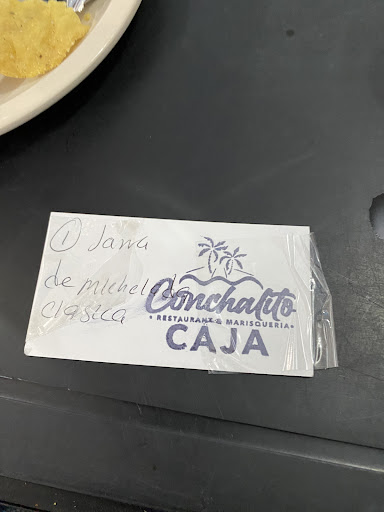 ① Jarra
de michelada
clasica
Conchalito
• RESTAURANT & MARISQUERIA •
CAJA